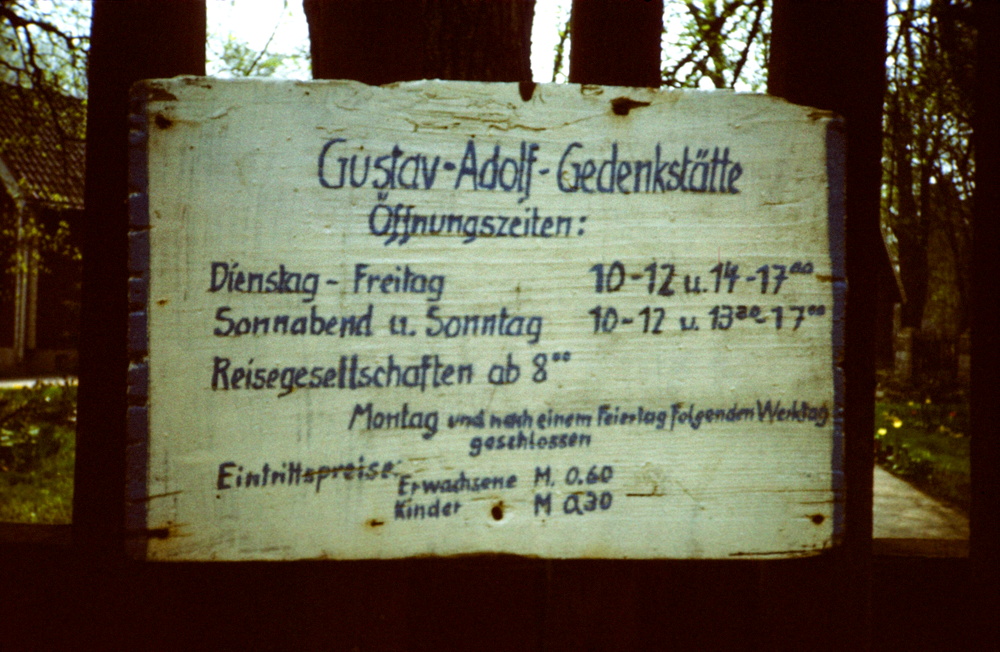 Gustav-Adolf-Gedenkstätte
Öffnungszeiten:
Dienstag - Freitag 10-12 u. 14-17⁰⁰
Sonnabend u. Sonntag 10-12 u. 13³⁰-17⁰⁰
Reisegesellschaften ab 8⁰⁰
Montag und nach einem Feiertag folgenden Werktag
geschlossen
Eintrittspreise: Erwachsene M. 0.60
Kinder M 0,30